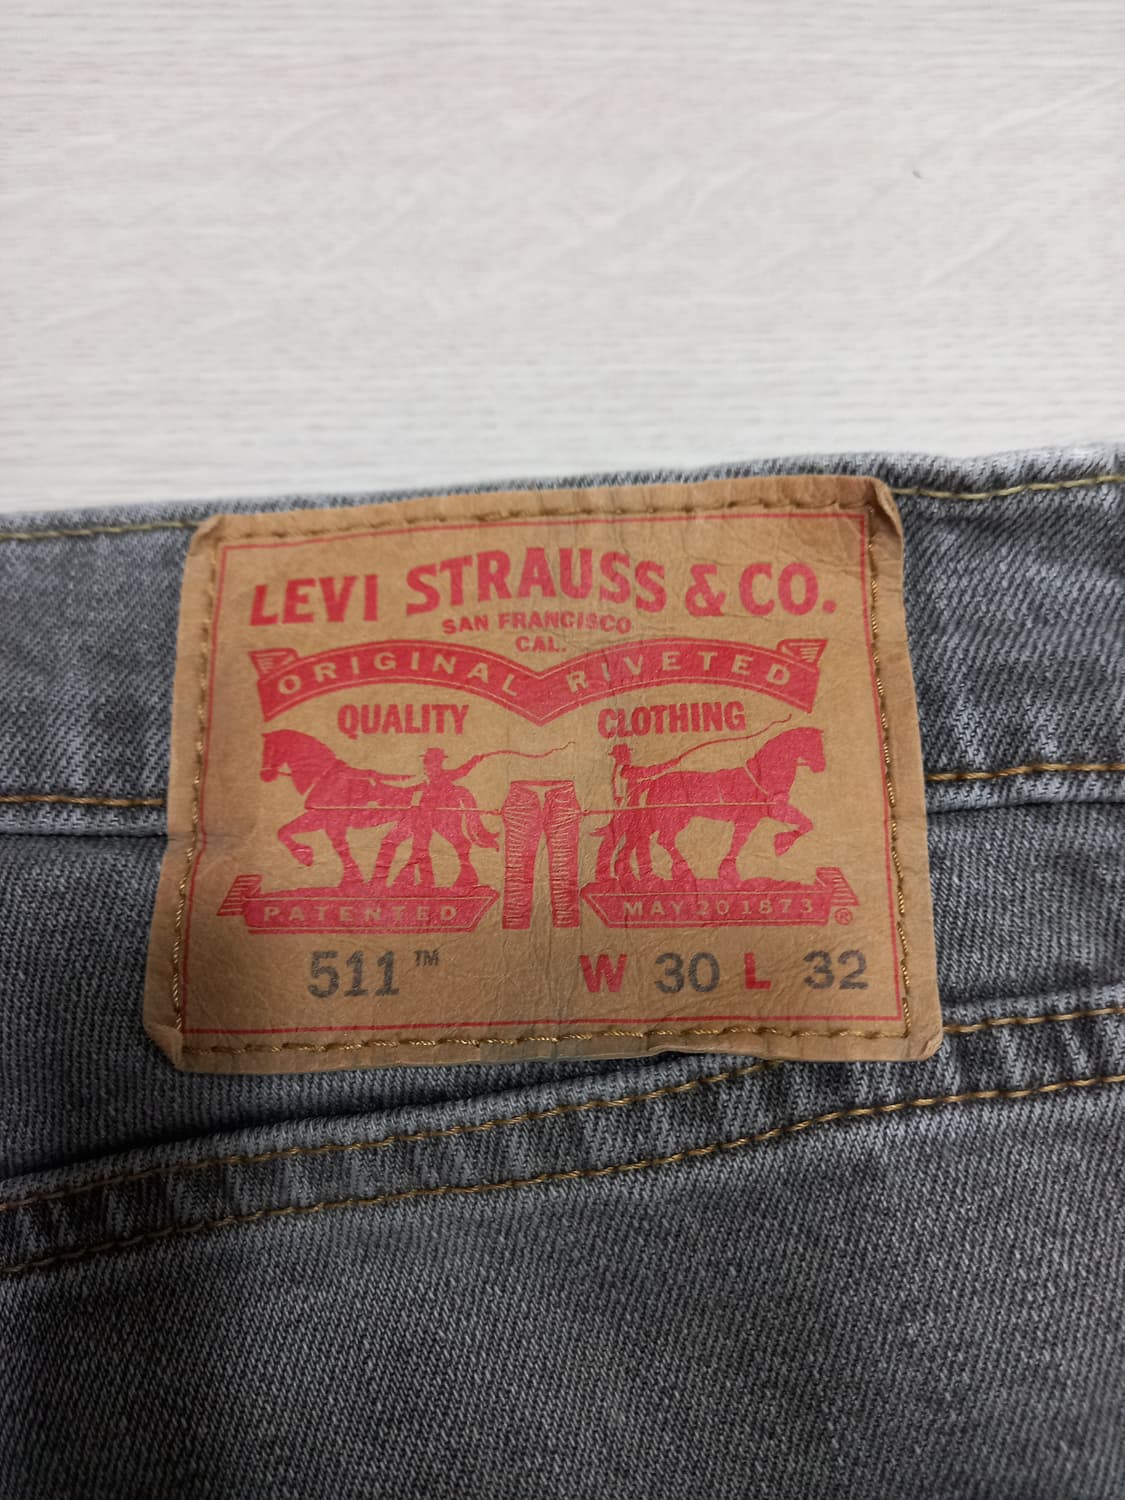 LEVI STRAUSS & CO.
SAN FRANCISCO
CAL.
ORIGINAL RIVETED
QUALITY CLOTHING
PATENTED MAY 20 1873 ®
511™ W 30 L 32